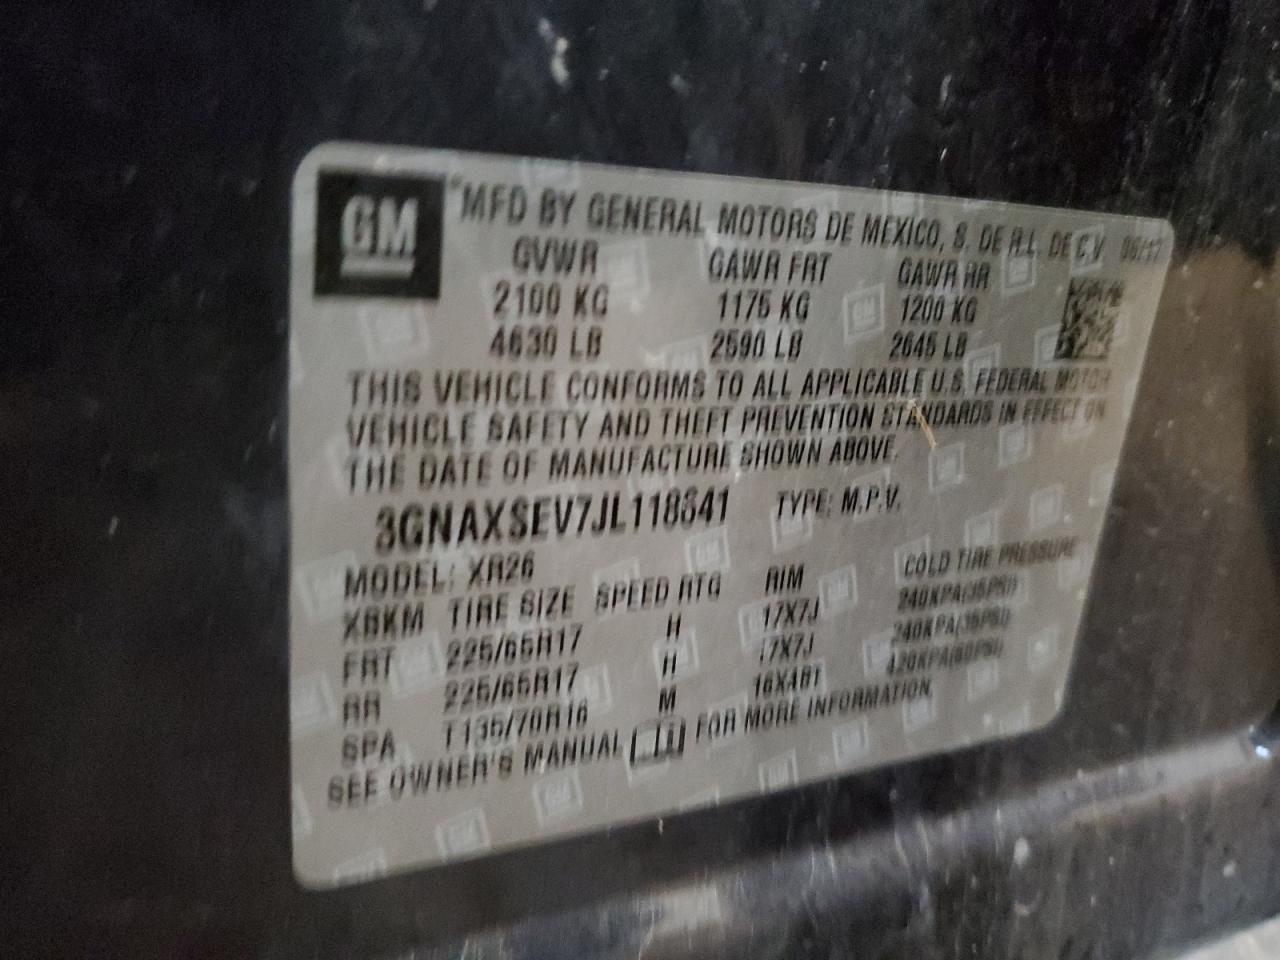 GM
MFD BY GENERAL MOTORS DE MEXICO, S. DE R.L. DE C.V. 06/17
GVWR GAWR FRT GAWR RR
2100 KG 1175 KG 1200 KG
4630 LB 2590 LB 2645 LB
THIS VEHICLE CONFORMS TO ALL APPLICABLE U.S. FEDERAL MOTOR
VEHICLE SAFETY AND THEFT PREVENTION STANDARDS IN EFFECT ON
THE DATE OF MANUFACTURE SHOWN ABOVE.
TYPE: M.P.V.
MODEL: XR26
TIRE SIZE SPEED RTG RIM COLD TIRE PRESSURE
FRT 225/65R17 H 17X7J 240KPA(35PSI)
RR 225/65R17 H 17X7J 240KPA(35PSI)
SPA T135/70R16 M 420KPA(60PSI)
SEE OWNER'S MANUAL FOR MORE INFORMATION.